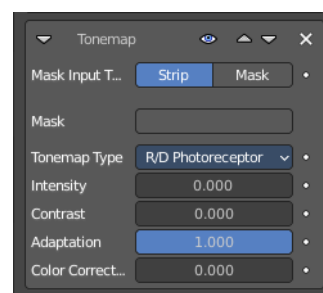 Tonemap
Mask Input T... Strip Mask
Mask
Tonemap Type R/D Photoreceptor
Intensity 0.000
Contrast 0.000
Adaptation 1.000
Color Correct... 0.000